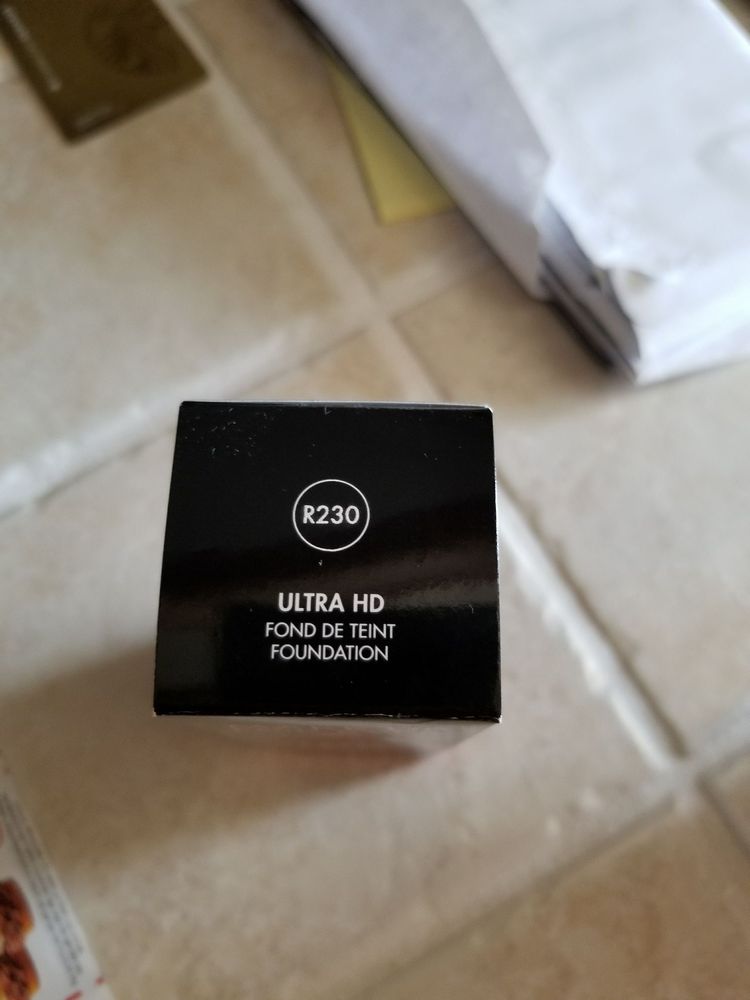 R230
ULTRA HD
FOND DE TEINT
FOUNDATION